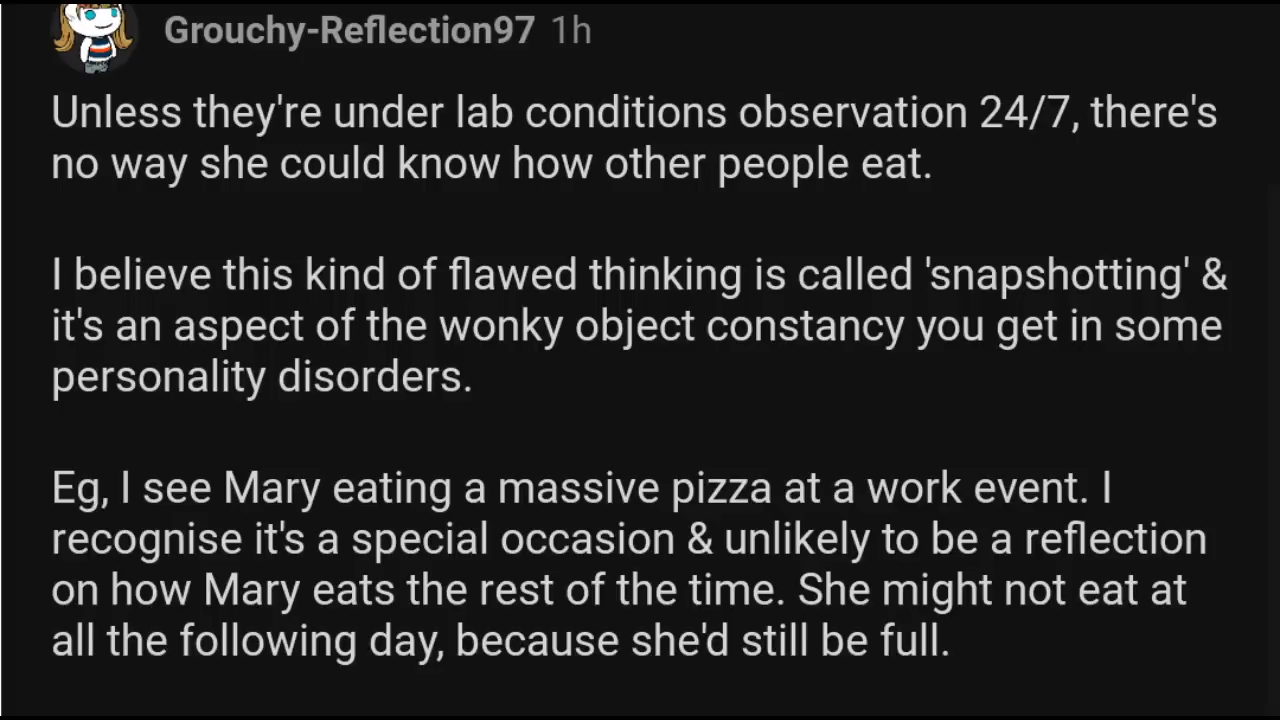 Grouchy-Reflection97 1h
Unless they're under lab conditions observation 24/7, there's
no way she could know how other people eat.
I believe this kind of flawed thinking is called 'snapshotting' &
it's an aspect of the wonky object constancy you get in some
personality disorders.
Eg, I see Mary eating a massive pizza at a work event. I
recognise it's a special occasion & unlikely to be a reflection
on how Mary eats the rest of the time. She might not eat at
all the following day, because she'd still be full.